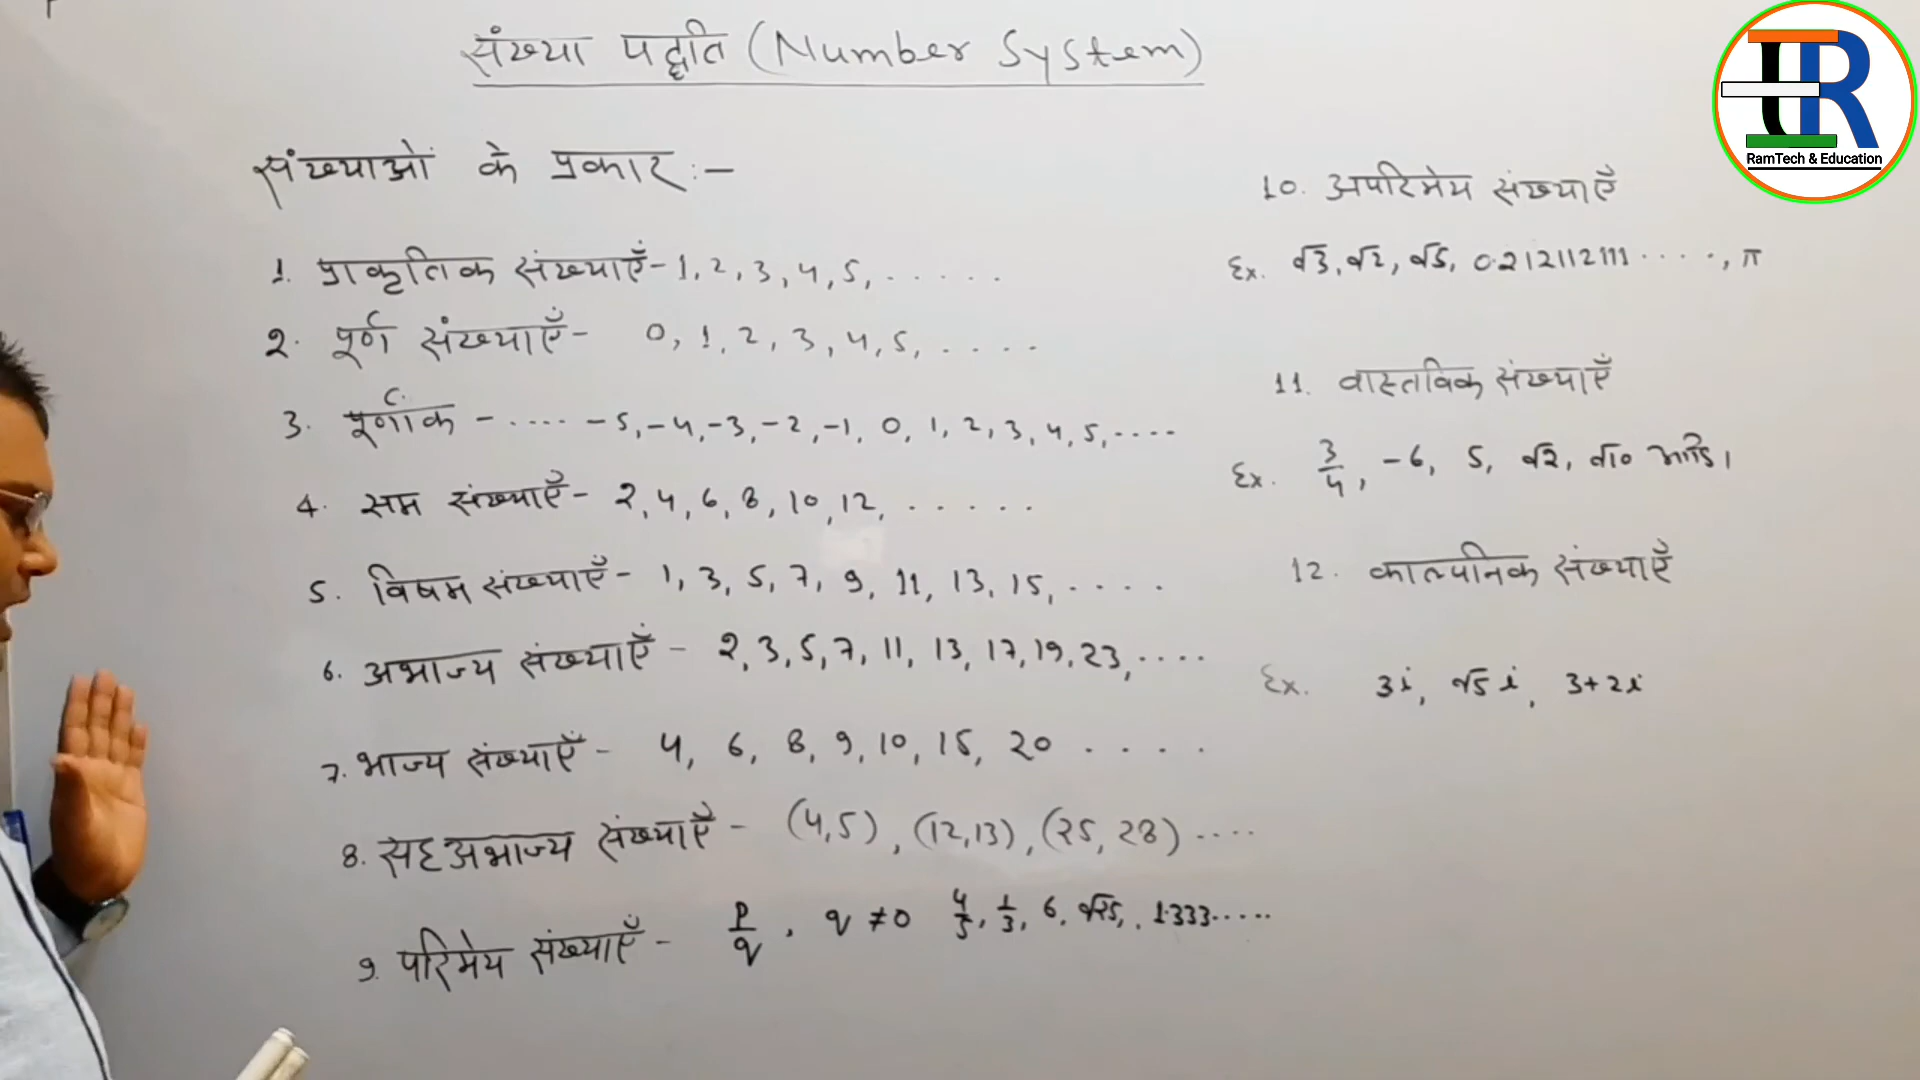 संख्या पद्धति (Number System)
संख्याओं के प्रकार :-
1. प्राकृतिक संख्याएँ - 1, 2, 3, 4, 5, . . . . .
2. पूर्ण संख्याएँ - 0, 1, 2, 3, 4, 5, . . . .
3. पूर्णांक - .... -5, -4, -3, -2, -1, 0, 1, 2, 3, 4, 5, ....
4. सम संख्याएँ - 2, 4, 6, 8, 10, 12, . . . . .
5. विषम संख्याएँ - 1, 3, 5, 7, 9, 11, 13, 15, . . . .
6. अभाज्य संख्याएँ - 2, 3, 5, 7, 11, 13, 17, 19, 23, ....
7. भाज्य संख्याएँ - 4, 6, 8, 9, 10, 15, 20 . . . .
8. सहअभाज्य संख्याएँ - (4,5), (12,13), (25, 28) ....
9. परिमेय संख्याएँ - p/q, q ≠ 0 4/5, 1/3, 6, √25, 1.333.....
10. अपरिमेय संख्याएँ
Ex. √3, √2, √5, 0.212112111 ....., π
11. वास्तविक संख्याएँ
Ex. 3/4, -6, 5, √2, √10 आदि।
12. काल्पनिक संख्याएँ
Ex. 3i, √5 i, 3+2i
TR
RamTech & Education